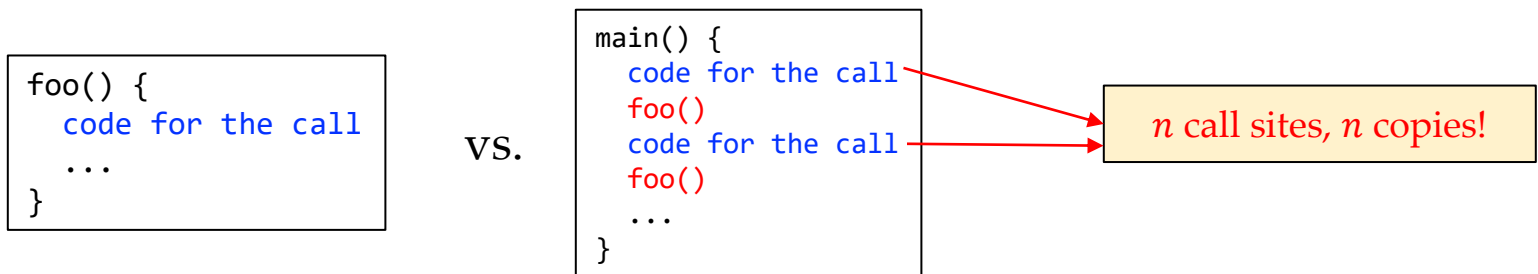 foo() {
code for the call
...
}
vs.
main() {
code for the call
foo()
code for the call
foo()
...
}
n call sites, n copies!